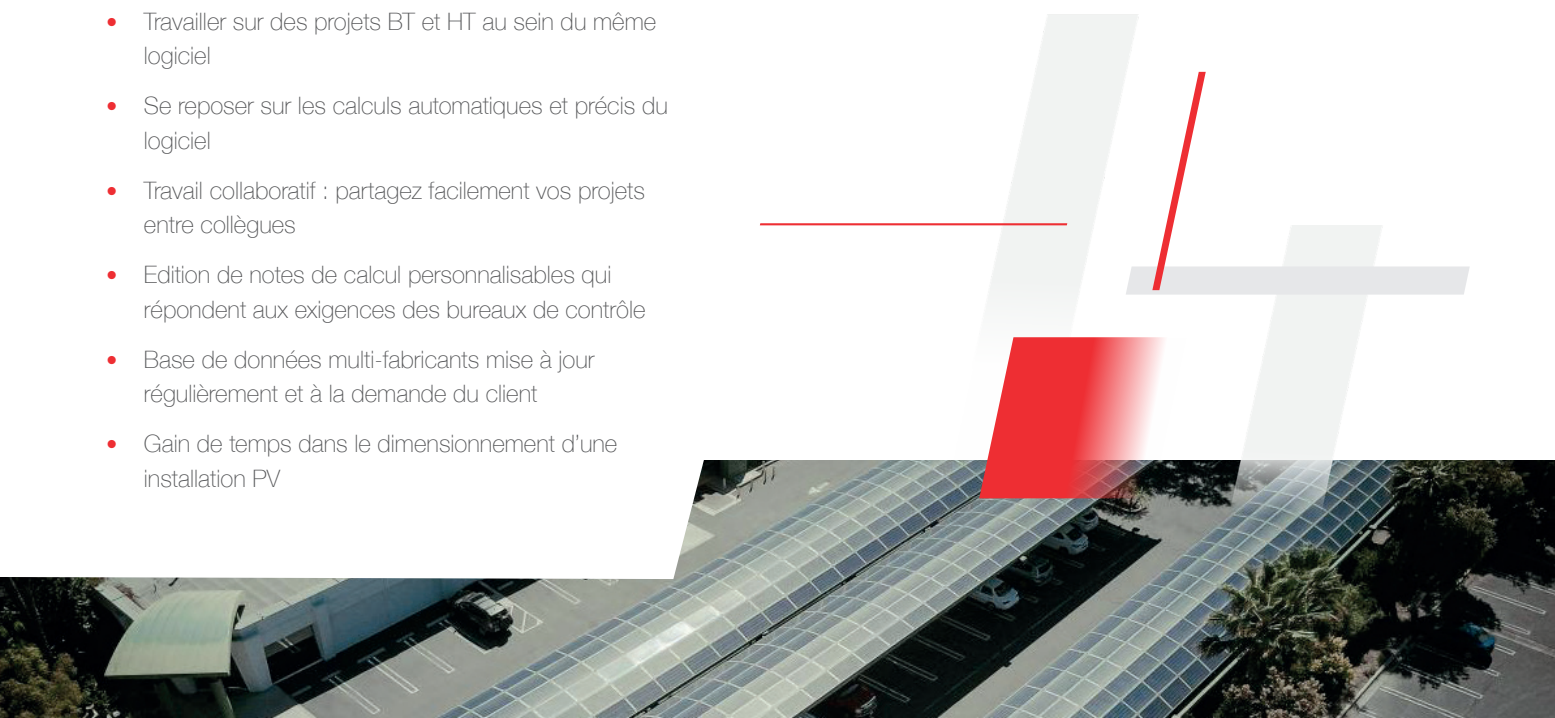 Travailler sur des projets BT et HT au sein du même
logiciel
Se reposer sur les calculs automatiques et précis du
logiciel
Travail collaboratif : partagez facilement vos projets
entre collègues
Edition de notes de calcul personnalisables qui
répondent aux exigences des bureaux de contrôle
Base de données multi-fabricants mise à jour
régulièrement et à la demande du client
Gain de temps dans le dimensionnement d’une
installation PV